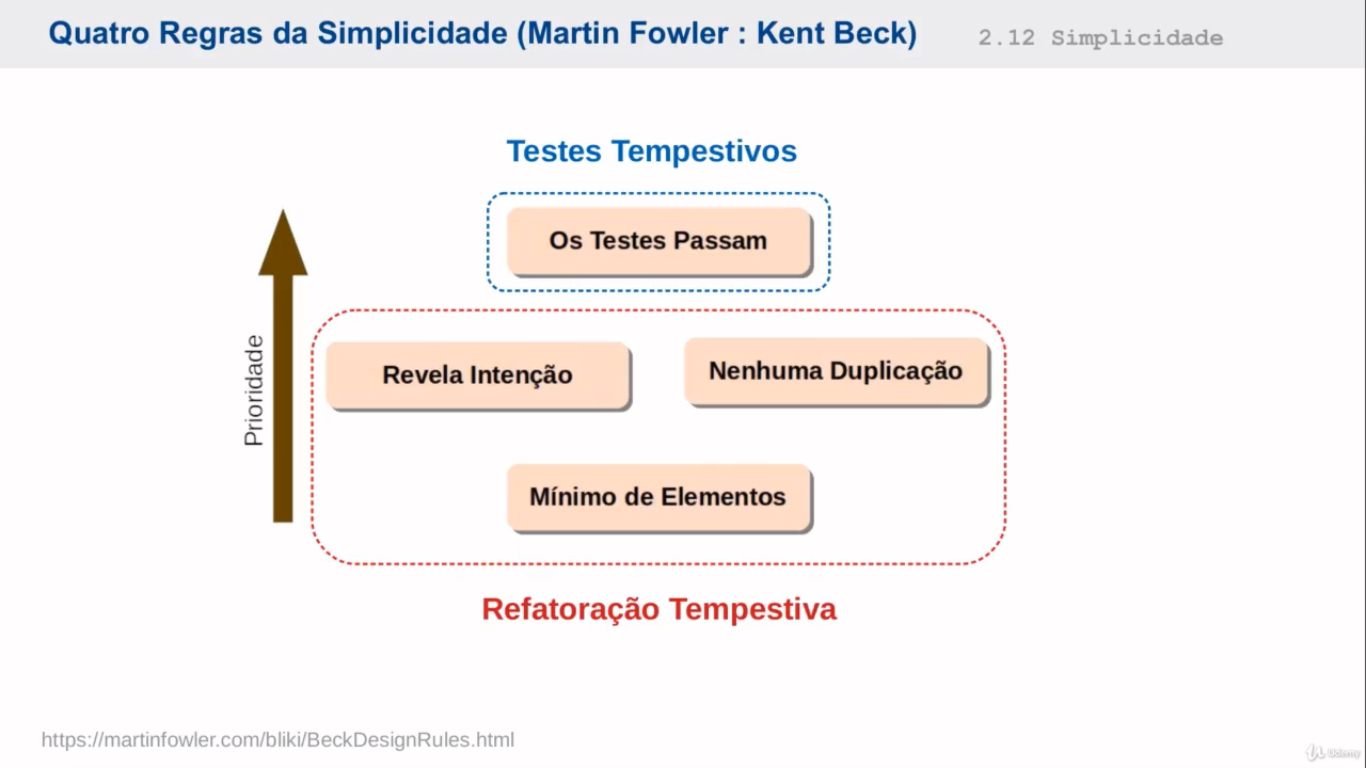 Quatro Regras da Simplicidade (Martin Fowler : Kent Beck)
2.12 Simplicidade
Testes Tempestivos
Os Testes Passam
Prioridade
Revela Intenção
Nenhuma Duplicação
Mínimo de Elementos
Refatoração Tempestiva
https://martinfowler.com/bliki/BeckDesignRules.html
Udemy